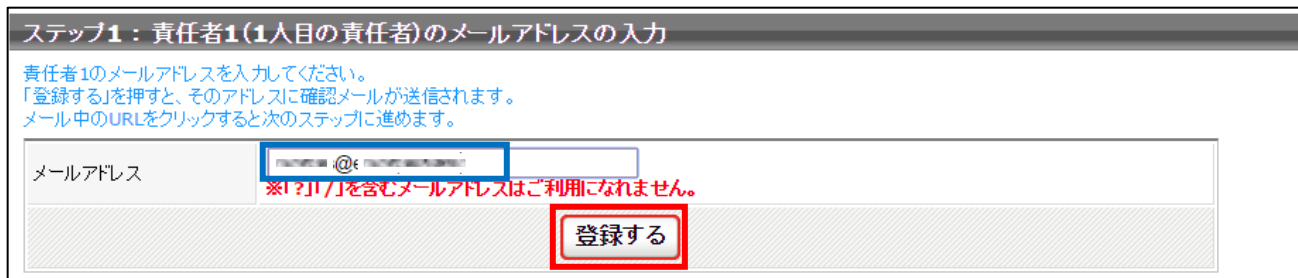 ステップ1：責任者1(1人目の責任者)のメールアドレスの入力
責任者1のメールアドレスを入力してください。
「登録する」を押すと、そのアドレスに確認メールが送信されます。
メール中のURLをクリックすると次のステップに進めます。
メールアドレス
@
※「?」「/」を含むメールアドレスはご利用になれません。
登録する